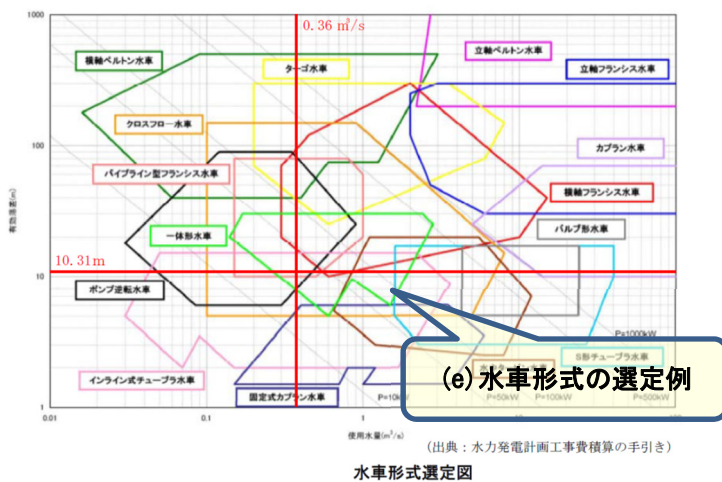 1000
0.36 m³/s
横軸ペルトン水車
ターゴ水車
立軸ペルトン水車
立軸フランシス水車
クロスフロー水車
100
カプラン水車
パイプライン型フランシス水車
横軸フランシス水車
有効落差(m)
一体形水車
バルブ形水車
10.31m
10
ポンプ逆転水車
P=1000kW
S形チューブラ水車
(e) 水車形式の選定例
インライン式チューブラ水車
固定式カプラン水車
P=10kW
P=50kW
P=100kW
P=500kW
1
0.01
0.1
1
使用水量(m³/s)
(出典：水力発電計画工事費積算の手引き)
水車形式選定図